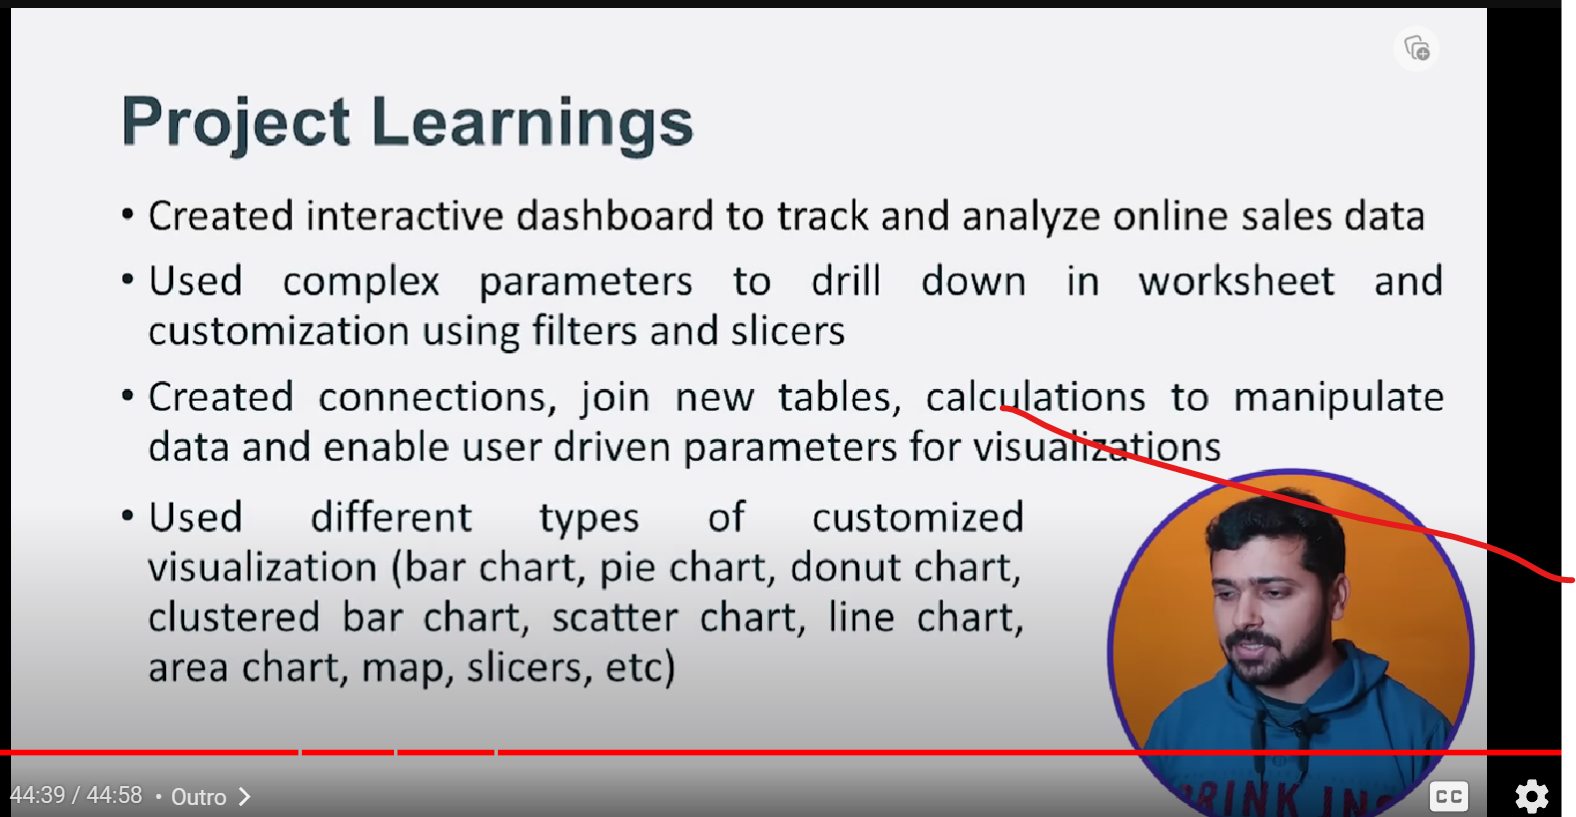 Project Learnings
• Created interactive dashboard to track and analyze online sales data
• Used complex parameters to drill down in worksheet and
customization using filters and slicers
• Created connections, join new tables, calculations to manipulate
data and enable user driven parameters for visualizations
• Used different types of customized
visualization (bar chart, pie chart, donut chart,
clustered bar chart, scatter chart, line chart,
area chart, map, slicers, etc)
44:39 / 44:58 • Outro
CC